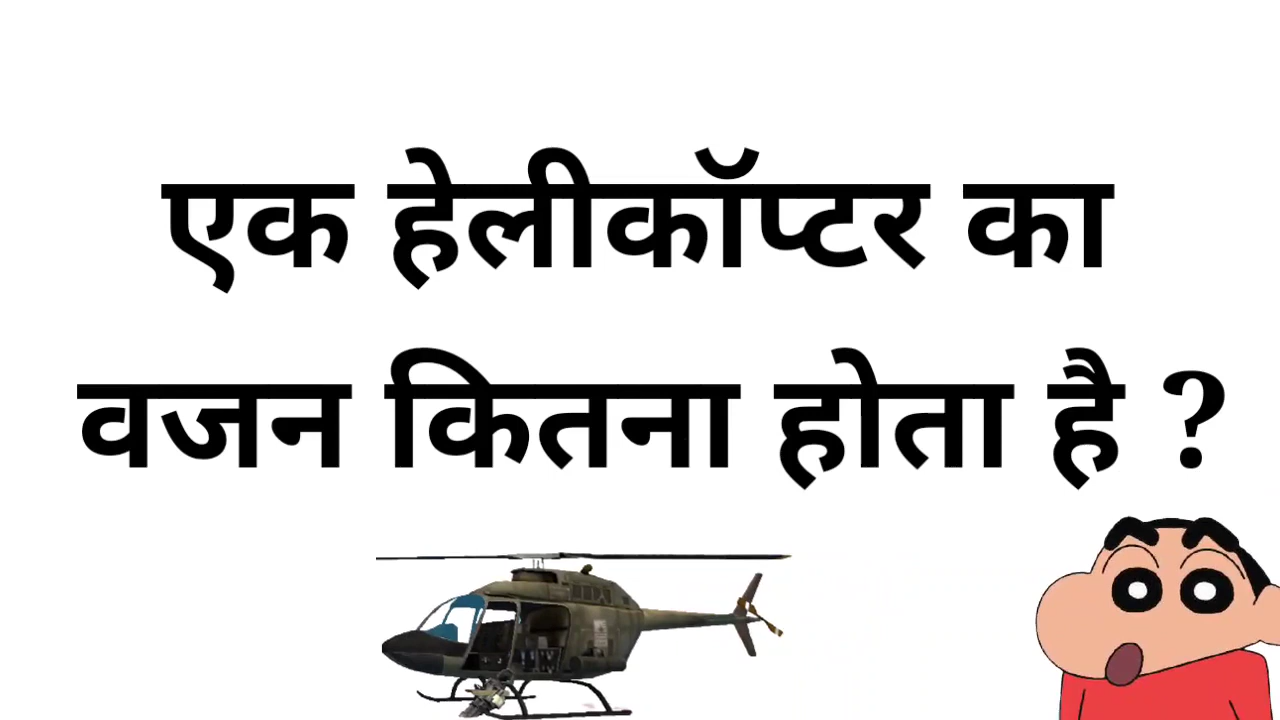 एक हेलीकॉप्टर का
वजन कितना होता है ?